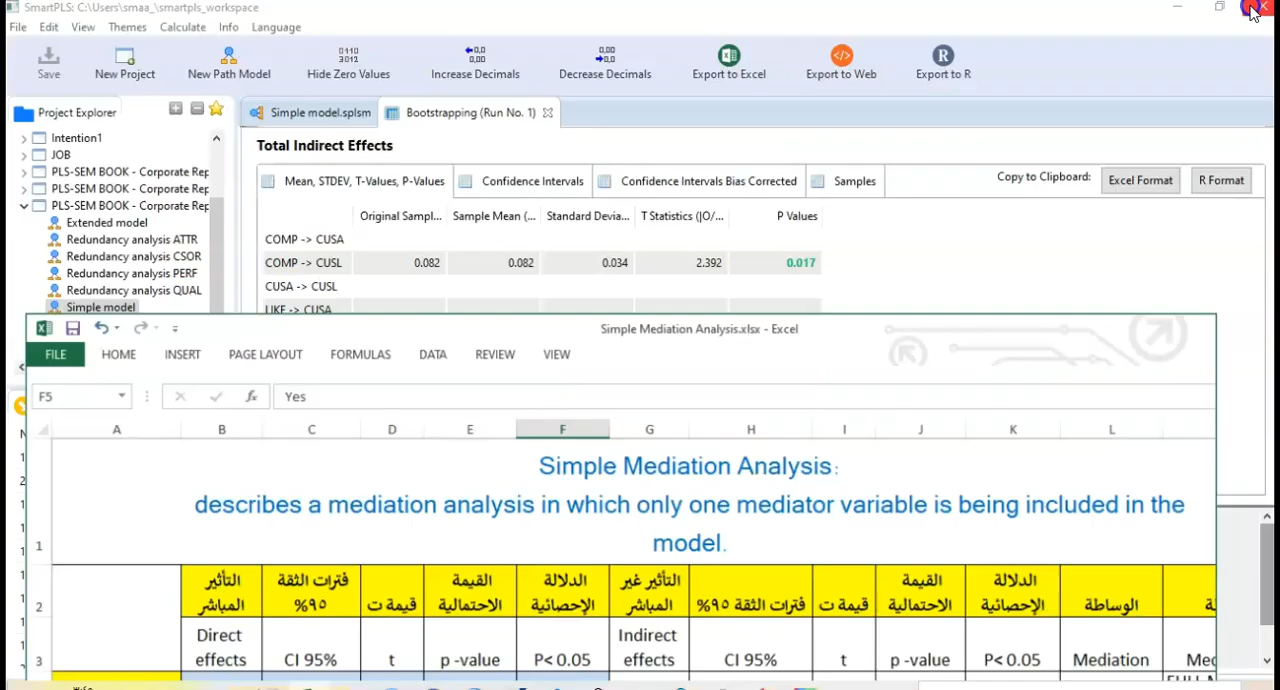 SmartPLS: C:\Users\smaa_\smartpls_workspace
File Edit View Themes Calculate Info Language
Save New Project New Path Model Hide Zero Values Increase Decimals Decrease Decimals Export to Excel Export to Web Export to R
Project Explorer
Intention1
JOB
PLS-SEM BOOK - Corporate Rep
PLS-SEM BOOK - Corporate Rep
PLS-SEM BOOK - Corporate Rep
Extended model
Redundancy analysis ATTR
Redundancy analysis CSOR
Redundancy analysis PERF
Redundancy analysis QUAL
Simple model
Simple model.splsm Bootstrapping (Run No. 1)
Total Indirect Effects
Mean, STDEV, T-Values, P-Values Confidence Intervals Confidence Intervals Bias Corrected Samples Copy to Clipboard: Excel Format R Format
Original Sampl... Sample Mean (... Standard Devia... T Statistics (|O/... P Values
COMP -> CUSA
COMP -> CUSL 0.082 0.082 0.034 2.392 0.017
CUSA -> CUSL
LIKE -> CUSA
Simple Mediation Analysis.xlsx - Excel
FILE HOME INSERT PAGE LAYOUT FORMULAS DATA REVIEW VIEW
F5 fx Yes
A B C D E F G H I J K L
1
Simple Mediation Analysis:
describes a mediation analysis in which only one mediator variable is being included in the
model.
2
التأثير المباشر
فترات الثقة ٩٥%
قيمة ت
القيمة الاحتمالية
الدلالة الإحصائية
التأثير غير المباشر
فترات الثقة ٩٥%
قيمة ت
القيمة الاحتمالية
الدلالة الإحصائية
الوساطة
3
Direct effects CI 95% t p -value P< 0.05 Indirect effects CI 95% t p -value P< 0.05 Mediation